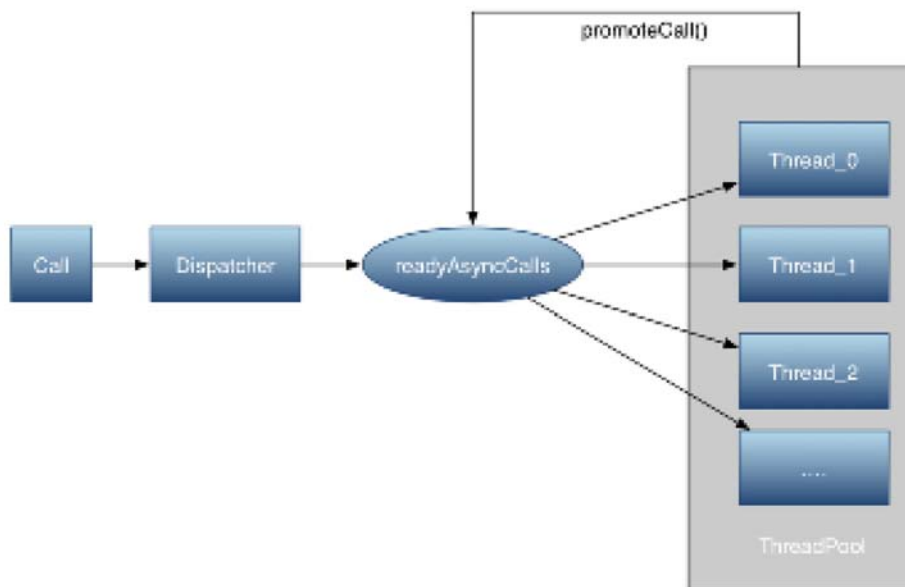 promoteCall()
Thread_0
Call
Dispatcher
readyAsyncCalls
Thread_1
Thread_2
.....
ThreadPool